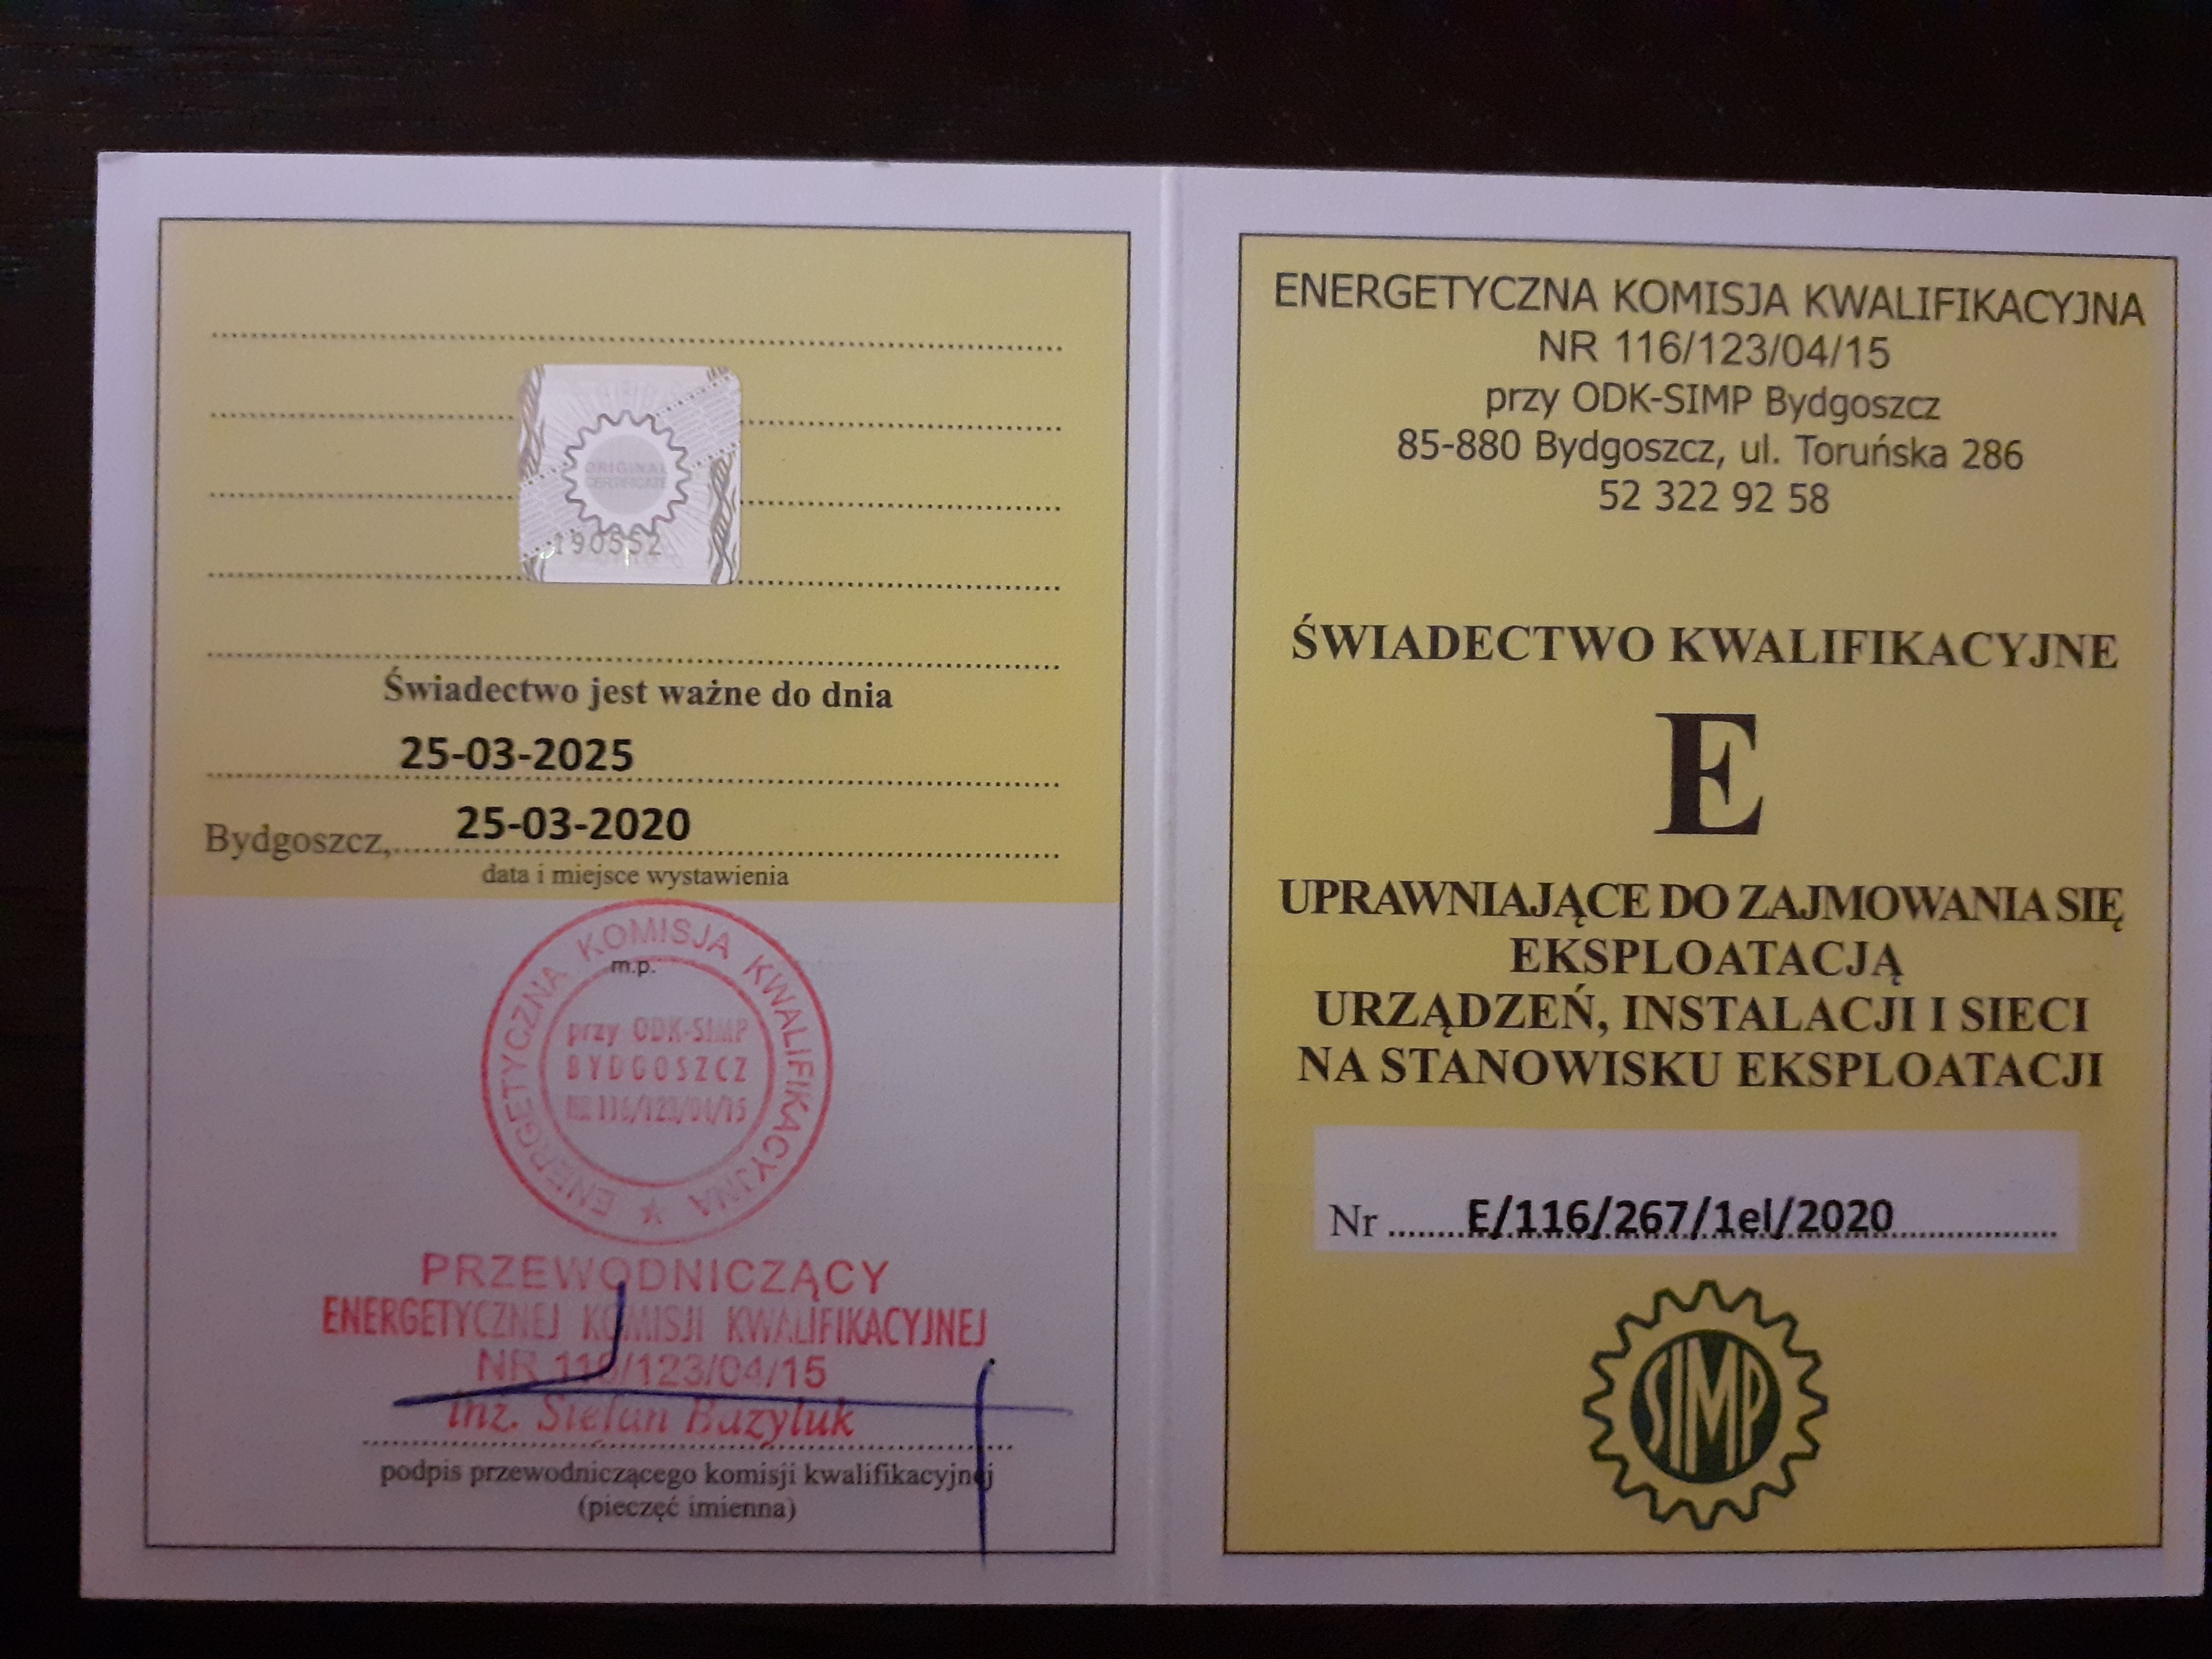 Świadectwo jest ważne do dnia
25-03-2025
Bydgoszcz, 25-03-2020
data i miejsce wystawienia
ORIGINAL
CERTIFICATE
190552
m.p.
ENERGETYCZNA KOMISJA KWALIFIKACYJNA
przy ODK-SIMP
BYDGOSZCZ
NR 116/123/04/15
PRZEWODNICZĄCY
ENERGETYCZNEJ KOMISJI KWALIFIKACYJNEJ
NR 116/123/04/15
inż. Stefan Bazyluk
podpis przewodniczącego komisji kwalifikacyjnej
(pieczęć imienna)
ENERGETYCZNA KOMISJA KWALIFIKACYJNA
NR 116/123/04/15
przy ODK-SIMP Bydgoszcz
85-880 Bydgoszcz, ul. Toruńska 286
52 322 92 58
ŚWIADECTWO KWALIFIKACYJNE
E
UPRAWNIAJĄCE DO ZAJMOWANIA SIĘ
EKSPLOATACJĄ
URZĄDZEŃ, INSTALACJI I SIECI
NA STANOWISKU EKSPLOATACJI
Nr E/116/267/1el/2020
SIMP